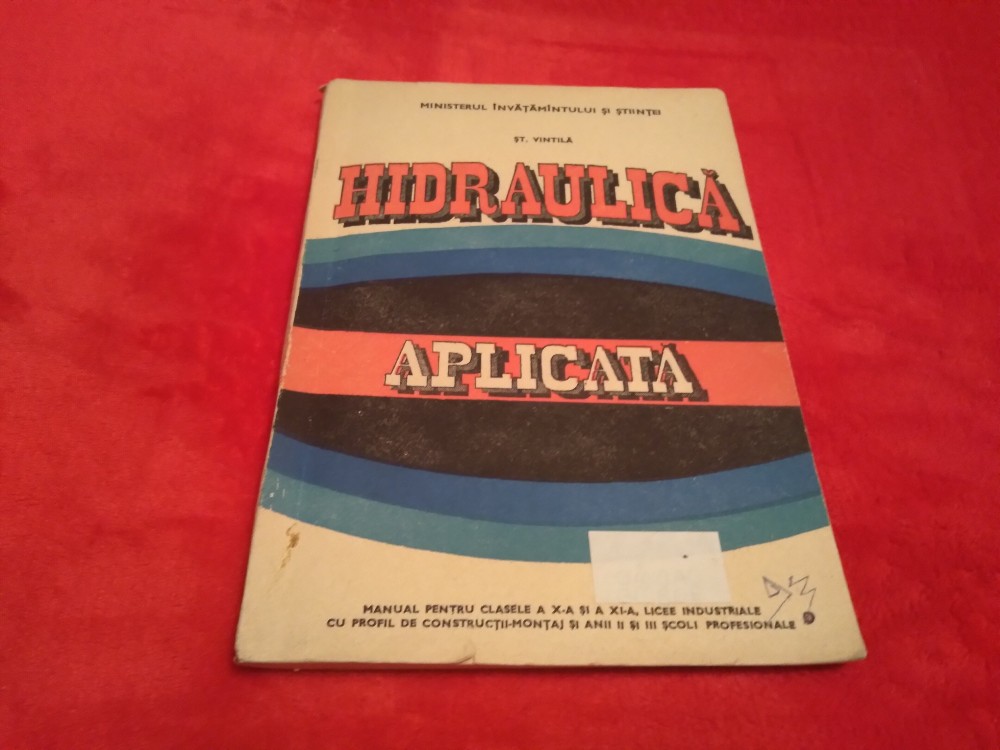 MINISTERUL ÎNVĂȚĂMÎNTULUI ȘI ȘTIINȚEI
ȘT. VINTILĂ
HIDRAULICĂ
APLICATĂ
MANUAL PENTRU CLASELE A X-A ȘI A XI-A, LICEE INDUSTRIALE
CU PROFIL DE CONSTRUCȚII-MONTAJ ȘI ANII II ȘI III ȘCOLI PROFESIONALE